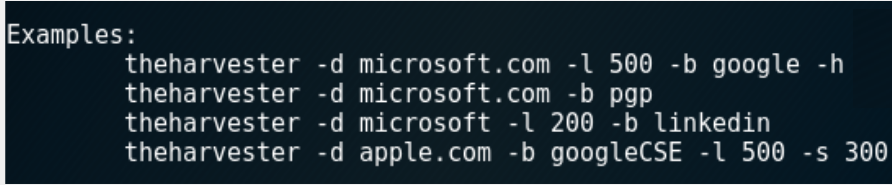 Examples:
theharvester -d microsoft.com -l 500 -b google -h
theharvester -d microsoft.com -b pgp
theharvester -d microsoft -l 200 -b linkedin
theharvester -d apple.com -b googleCSE -l 500 -s 300